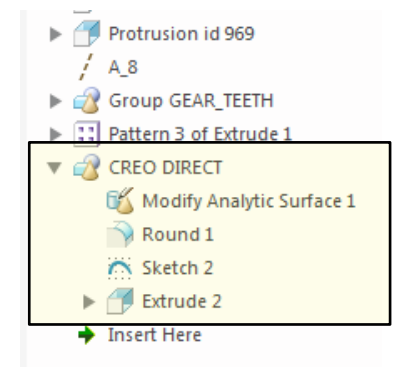 Protrusion id 969
A_8
Group GEAR_TEETH
Pattern 3 of Extrude 1
CREO DIRECT
Modify Analytic Surface 1
Round 1
Sketch 2
Extrude 2
Insert Here